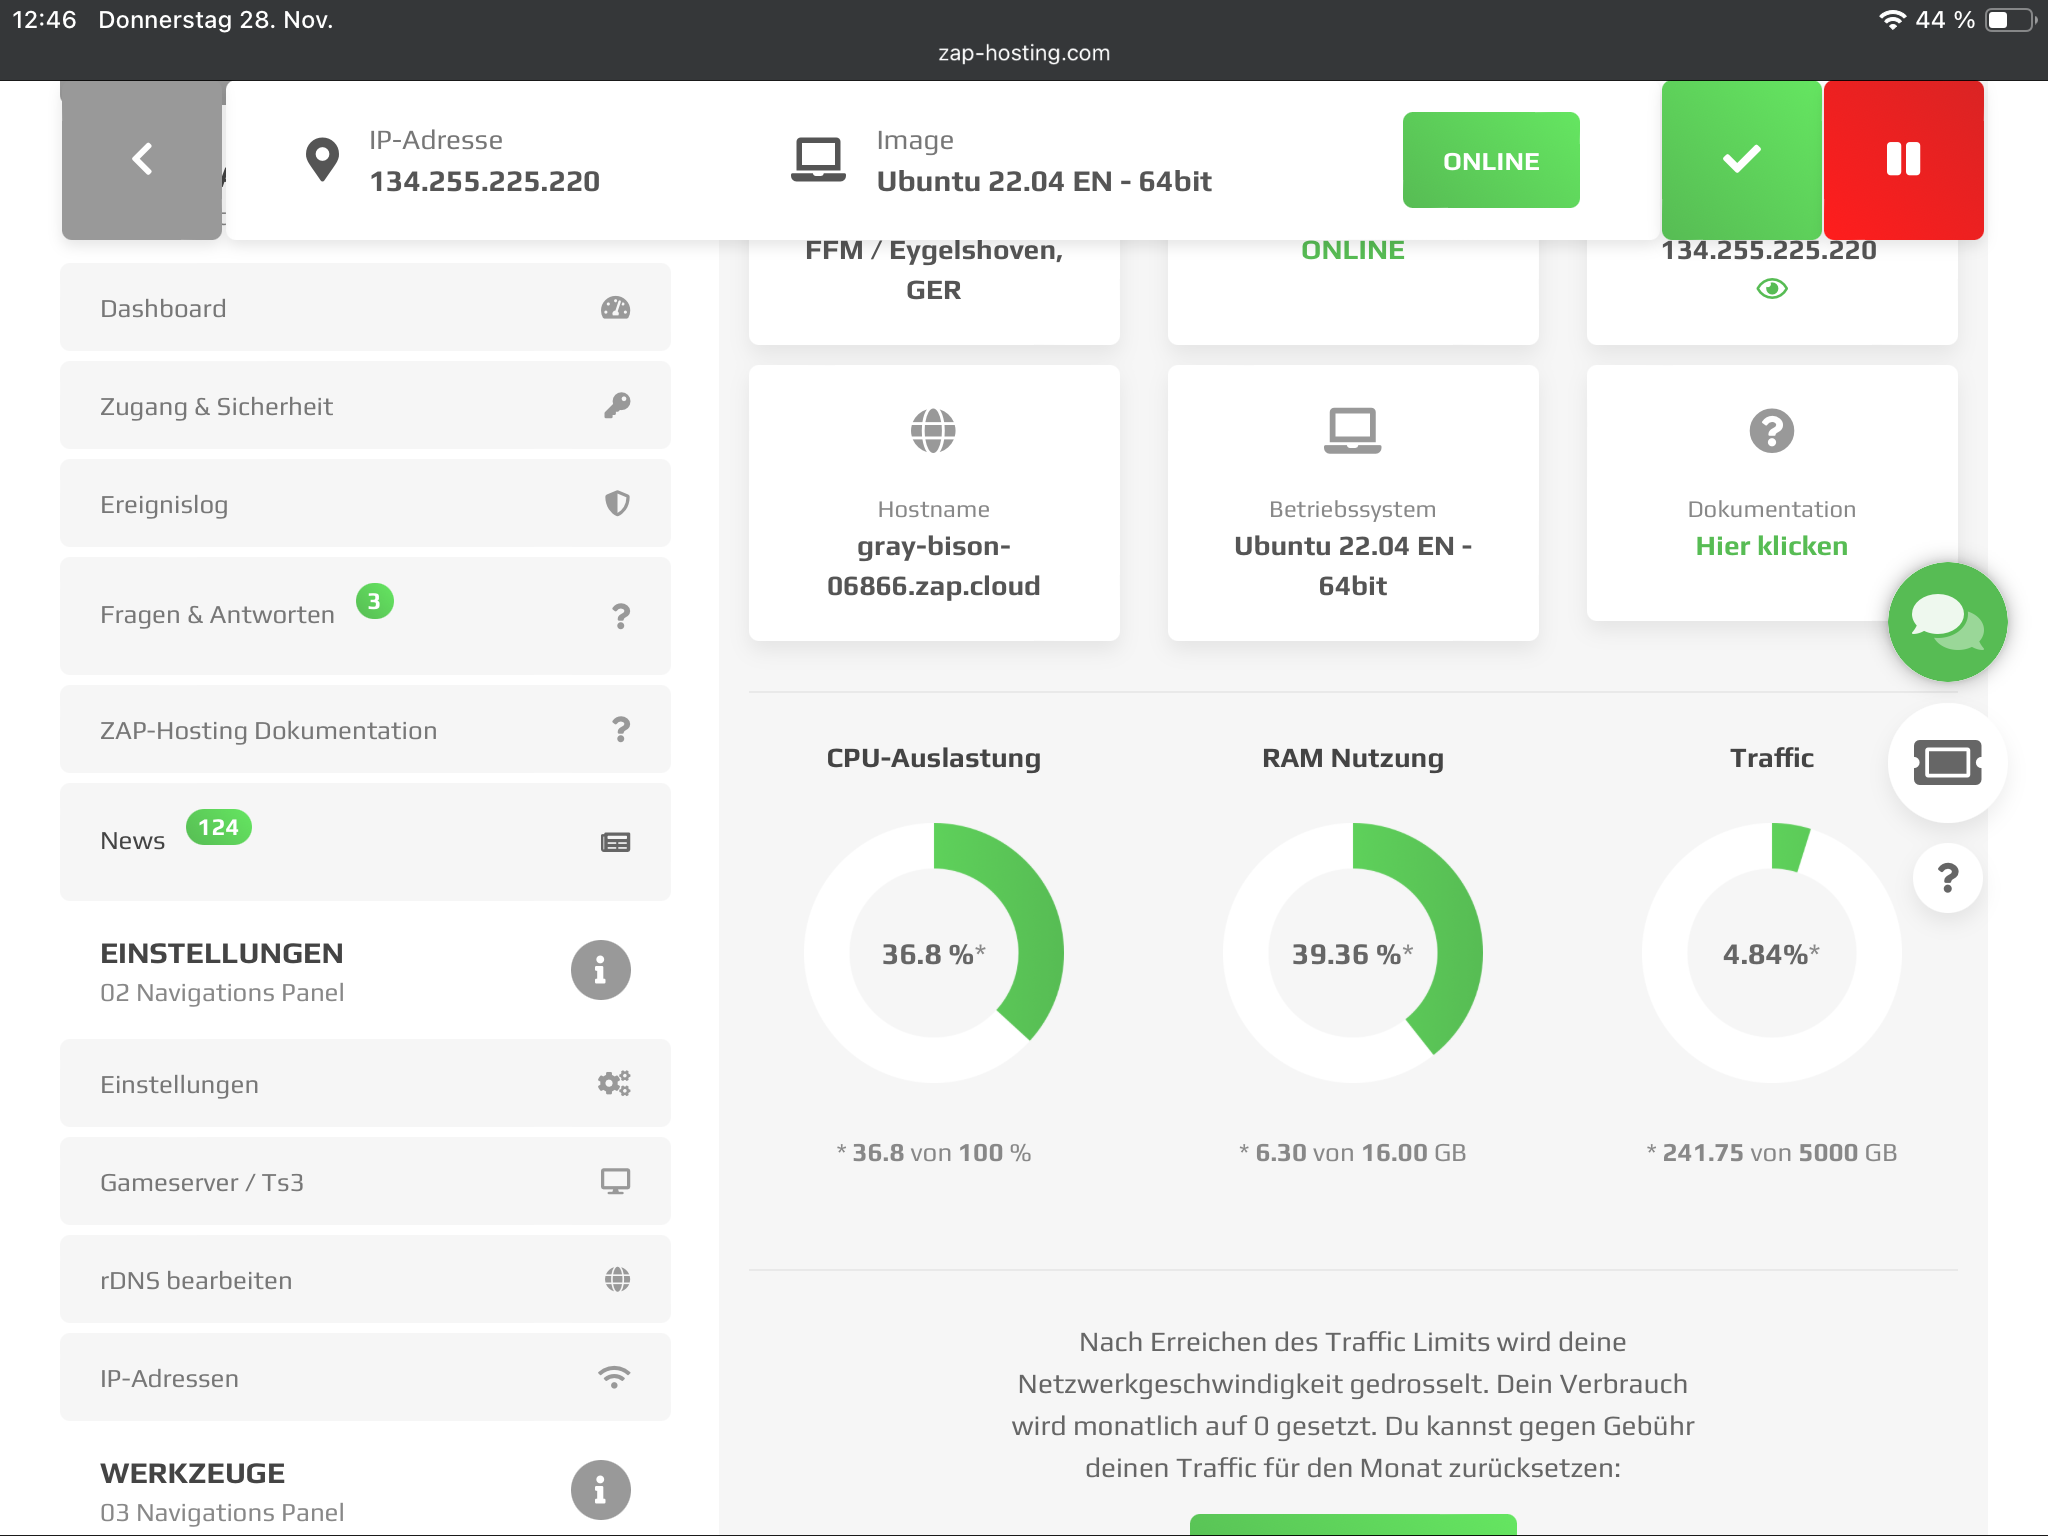 12:46 Donnerstag 28. Nov.
44 %
zap-hosting.com
IP-Adresse
134.255.225.220
Image
Ubuntu 22.04 EN - 64bit
ONLINE
Dashboard
Zugang & Sicherheit
Ereignislog
Fragen & Antworten 3
ZAP-Hosting Dokumentation
News 124
EINSTELLUNGEN
02 Navigations Panel
Einstellungen
Gameserver / Ts3
rDNS bearbeiten
IP-Adressen
WERKZEUGE
03 Navigations Panel
FFM / Eygelshoven,
GER
ONLINE
134.255.225.220
Hostname
gray-bison-
06866.zap.cloud
Betriebssystem
Ubuntu 22.04 EN -
64bit
Dokumentation
Hier klicken
CPU-Auslastung
36.8 %*
* 36.8 von 100 %
RAM Nutzung
39.36 %*
* 6.30 von 16.00 GB
Traffic
4.84%*
* 241.75 von 5000 GB
Nach Erreichen des Traffic Limits wird deine
Netzwerkgeschwindigkeit gedrosselt. Dein Verbrauch
wird monatlich auf 0 gesetzt. Du kannst gegen Gebühr
deinen Traffic für den Monat zurücksetzen: